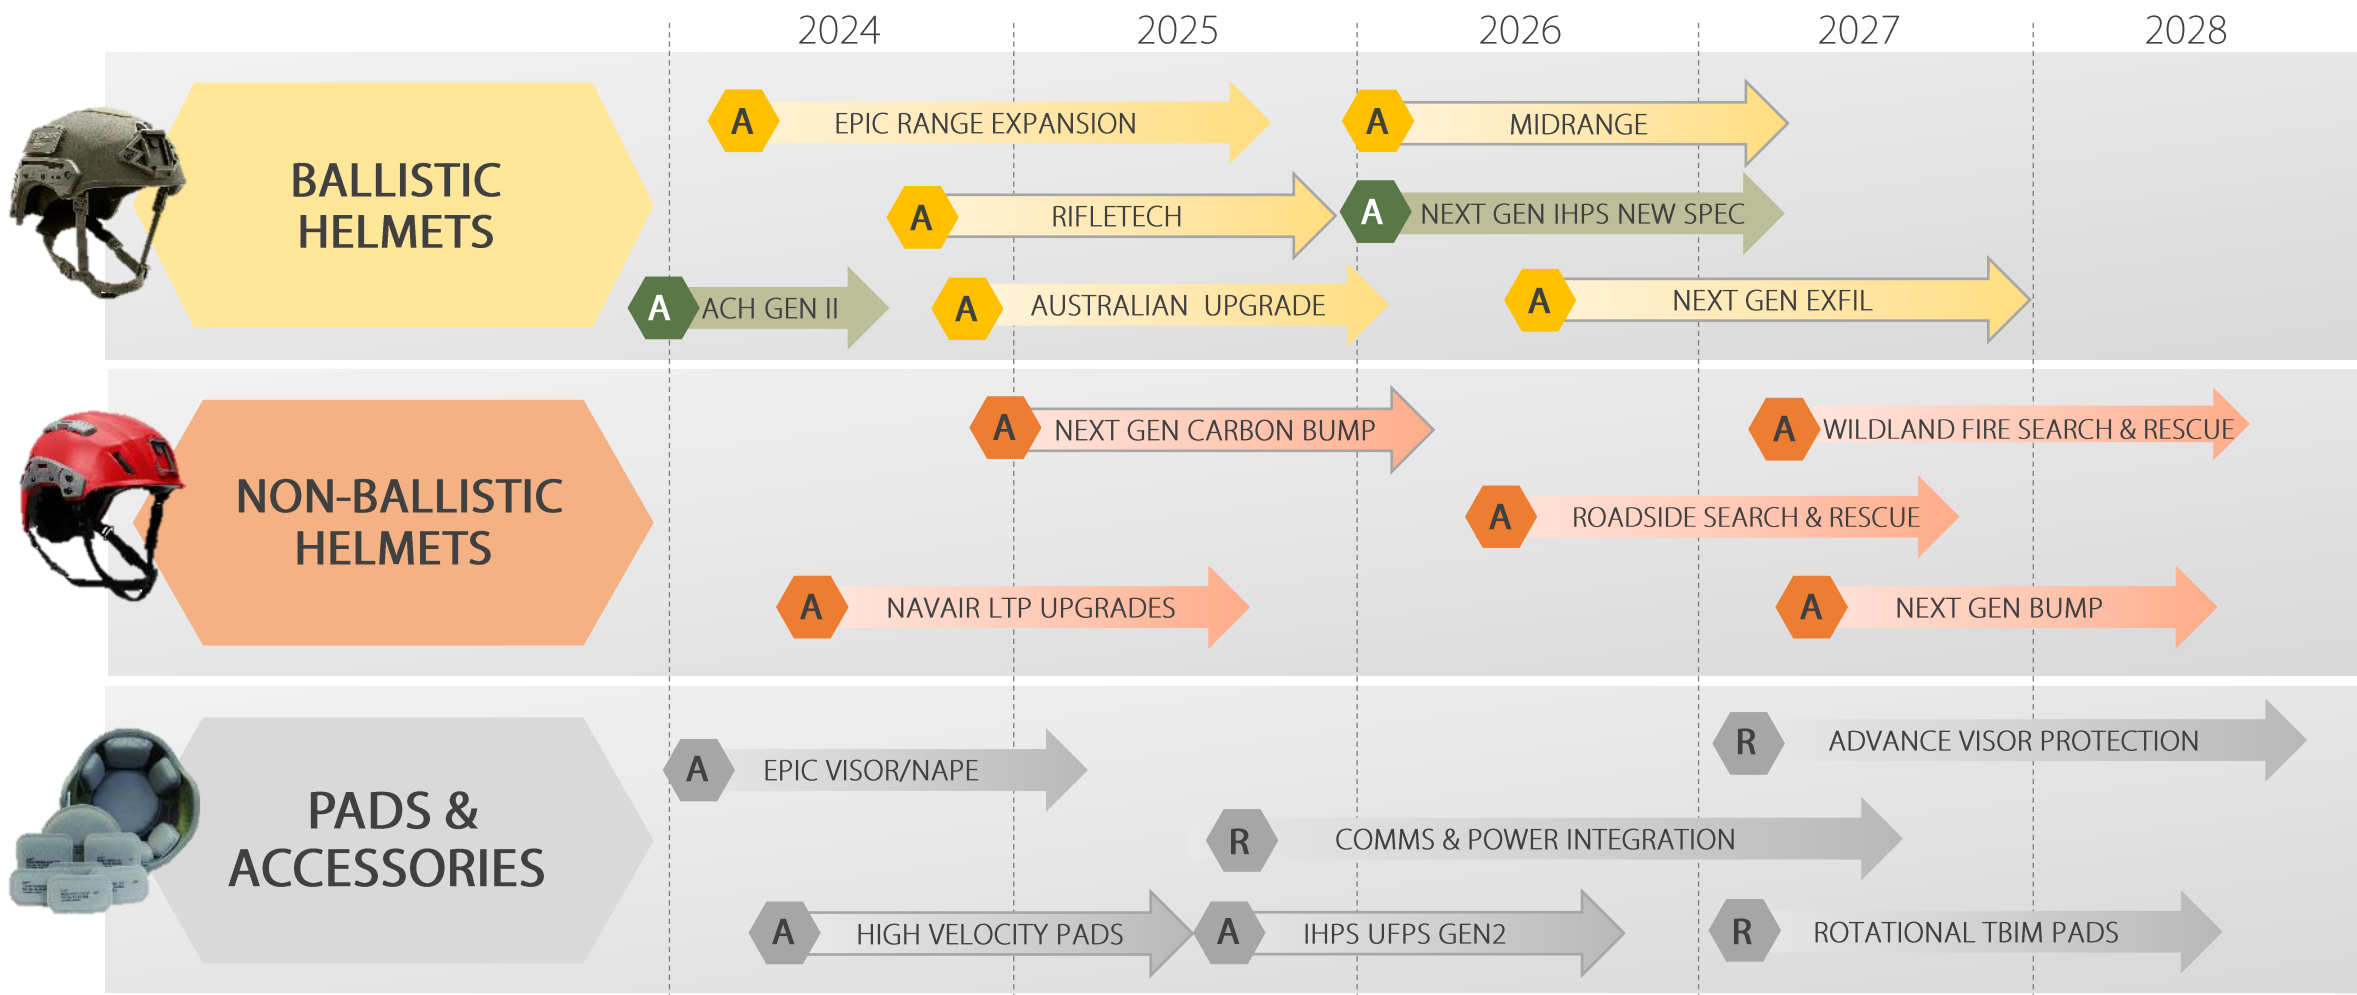 2024 2025 2026 2027 2028
BALLISTIC
HELMETS
A EPIC RANGE EXPANSION
A MIDRANGE
A RIFLETECH
A NEXT GEN IHPS NEW SPEC
A ACH GEN II
A AUSTRALIAN UPGRADE
A NEXT GEN EXFIL
NON-BALLISTIC
HELMETS
A NEXT GEN CARBON BUMP
A WILDLAND FIRE SEARCH & RESCUE
A ROADSIDE SEARCH & RESCUE
A NAVAIR LTP UPGRADES
A NEXT GEN BUMP
PADS &
ACCESSORIES
A EPIC VISOR/NAPE
R ADVANCE VISOR PROTECTION
R COMMS & POWER INTEGRATION
A HIGH VELOCITY PADS
A IHPS UFPS GEN2
R ROTATIONAL TBIM PADS